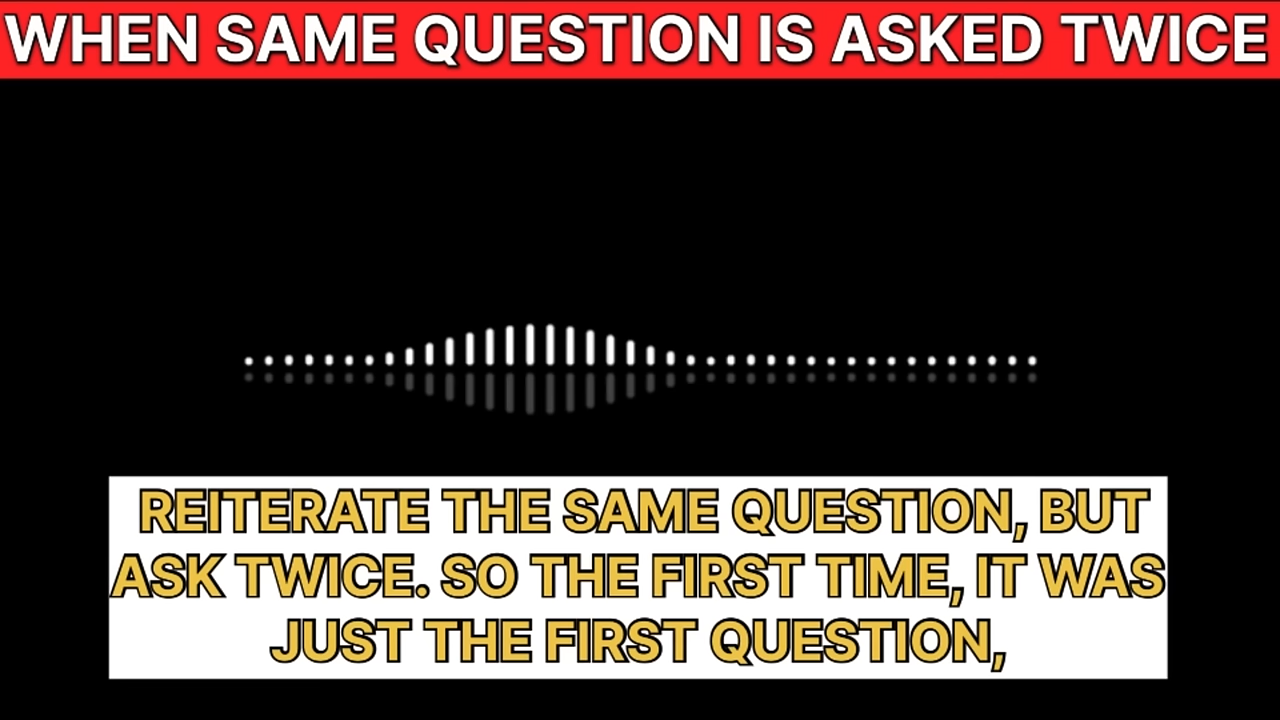 WHEN SAME QUESTION IS ASKED TWICE
REITERATE THE SAME QUESTION, BUT
ASK TWICE. SO THE FIRST TIME, IT WAS
JUST THE FIRST QUESTION,